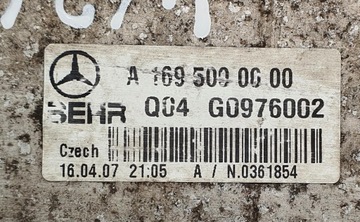 A 169 500 00 00
BEHR Q04 G0976002
Czech
16.04.07 21:05 A / N.0361854